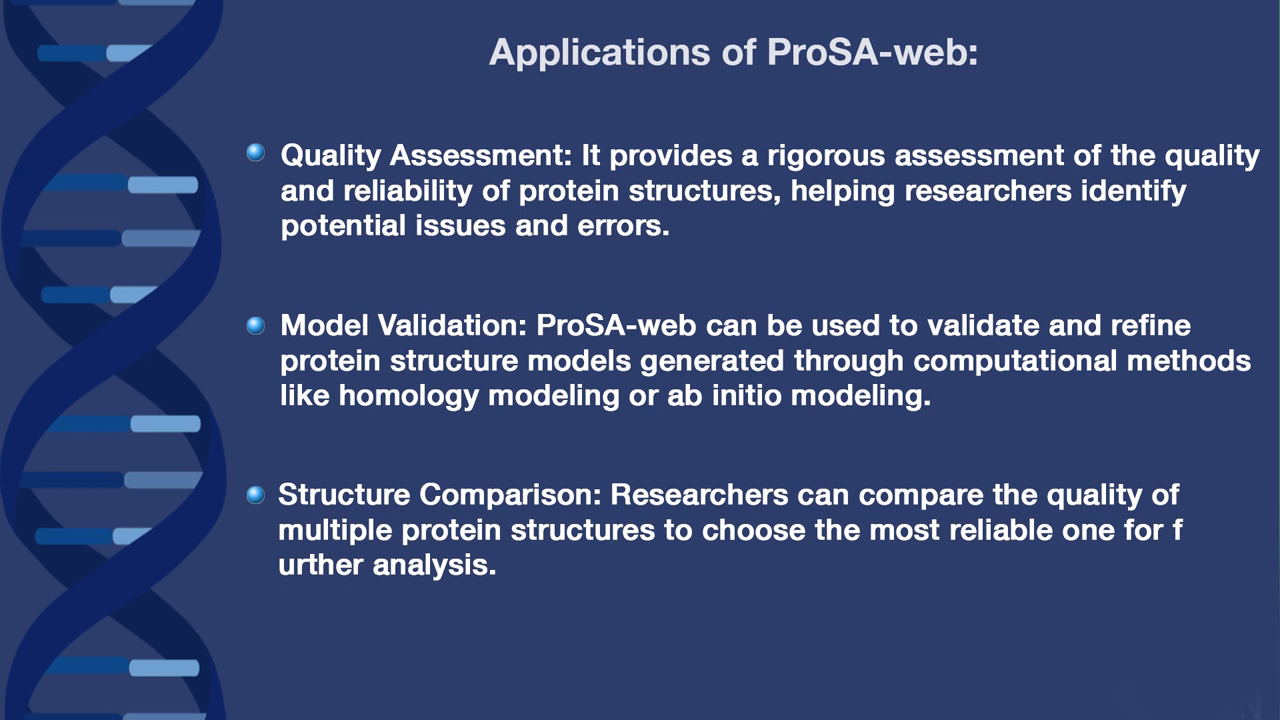 Applications of ProSA-web:
Quality Assessment: It provides a rigorous assessment of the quality
and reliability of protein structures, helping researchers identify
potential issues and errors.
Model Validation: ProSA-web can be used to validate and refine
protein structure models generated through computational methods
like homology modeling or ab initio modeling.
Structure Comparison: Researchers can compare the quality of
multiple protein structures to choose the most reliable one for f
urther analysis.